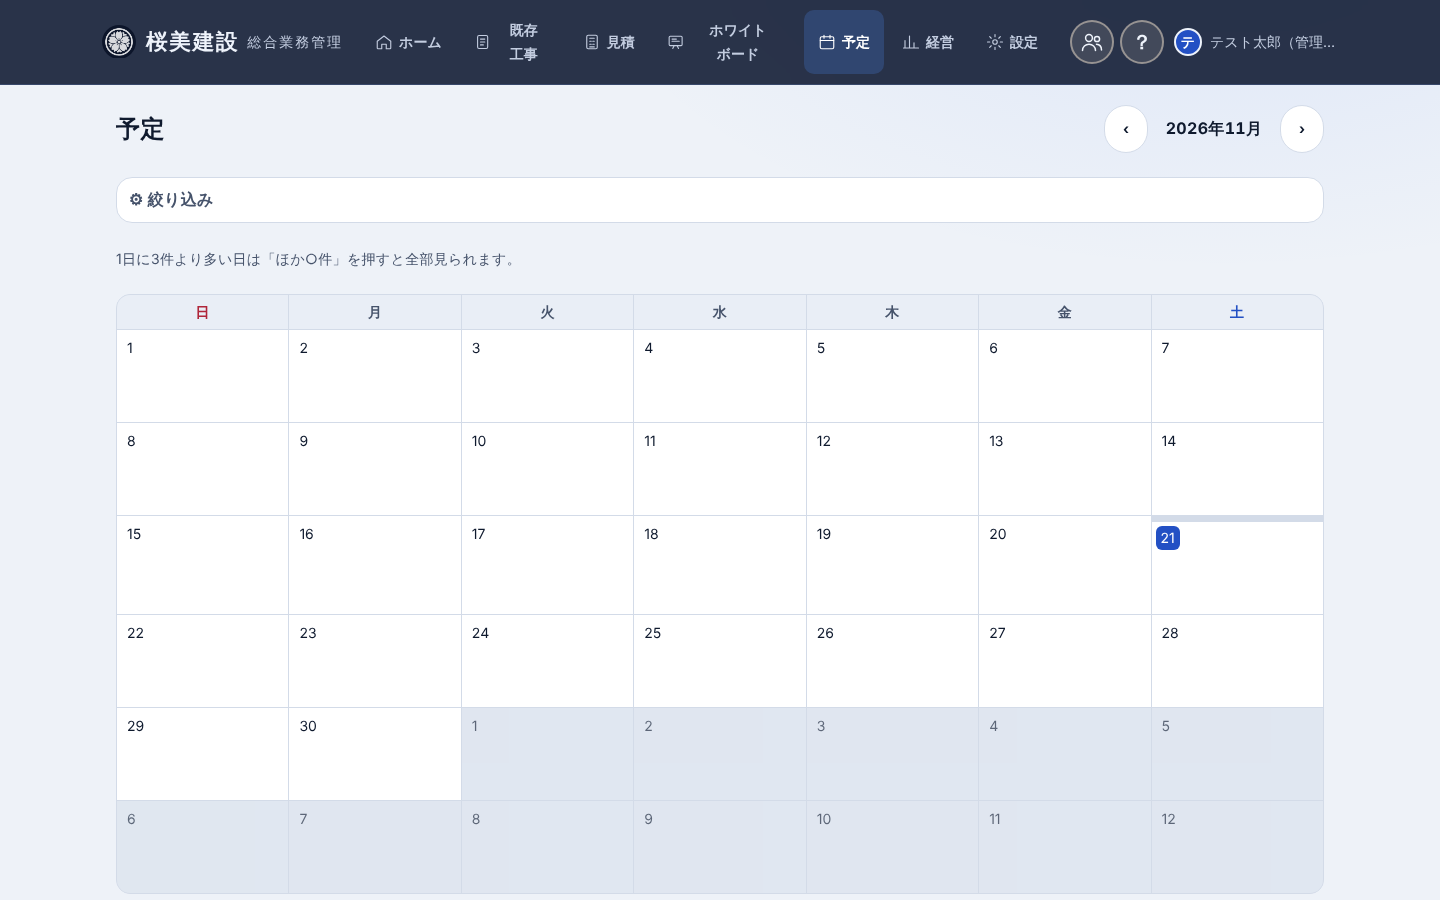 桜美建設 総合業務管理
ホーム
既存
工事
見積
ホワイト
ボード
予定
経営
設定
?
テ テスト太郎（管理...
予定
‹ 2026年11月 ›
⚙ 絞り込み
1日に3件より多い日は「ほか○件」を押すと全部見られます。
日 月 火 水 木 金 土
1 2 3 4 5 6 7
8 9 10 11 12 13 14
15 16 17 18 19 20 21
22 23 24 25 26 27 28
29 30 1 2 3 4 5
6 7 8 9 10 11 12